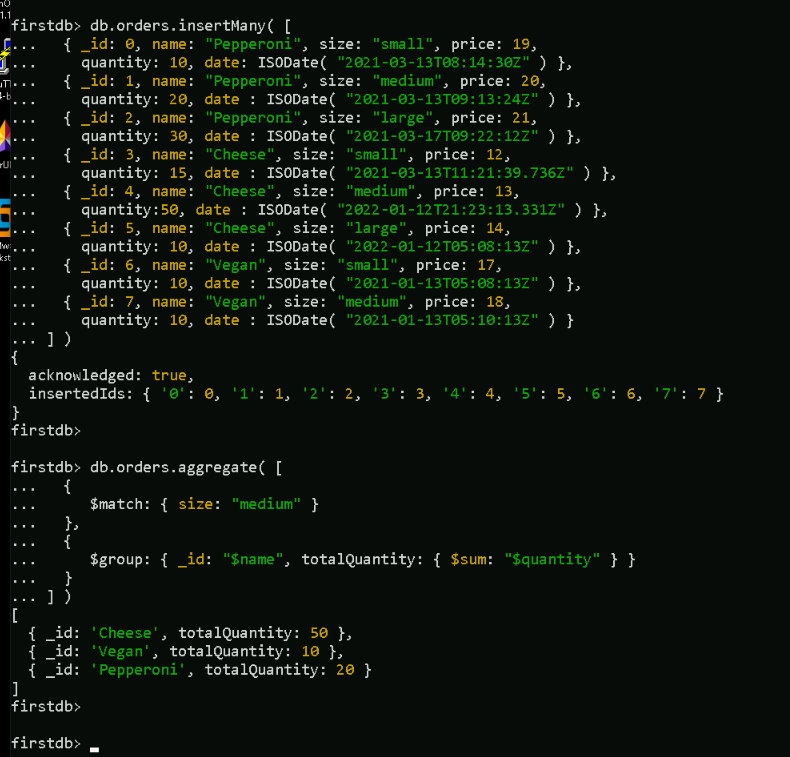 firstdb> db.orders.insertMany( [
...   { _id: 0, name: "Pepperoni", size: "small", price: 19,
...     quantity: 10, date: ISODate( "2021-03-13T08:14:30Z" ) },
...   { _id: 1, name: "Pepperoni", size: "medium", price: 20,
...     quantity: 20, date : ISODate( "2021-03-13T09:13:24Z" ) },
...   { _id: 2, name: "Pepperoni", size: "large", price: 21,
...     quantity: 30, date : ISODate( "2021-03-17T09:22:12Z" ) },
...   { _id: 3, name: "Cheese", size: "small", price: 12,
...     quantity: 15, date : ISODate( "2021-03-13T11:21:39.736Z" ) },
...   { _id: 4, name: "Cheese", size: "medium", price: 13,
...     quantity:50, date : ISODate( "2022-01-12T21:23:13.331Z" ) },
...   { _id: 5, name: "Cheese", size: "large", price: 14,
...     quantity: 10, date : ISODate( "2022-01-12T05:08:13Z" ) },
...   { _id: 6, name: "Vegan", size: "small", price: 17,
...     quantity: 10, date : ISODate( "2021-01-13T05:08:13Z" ) },
...   { _id: 7, name: "Vegan", size: "medium", price: 18,
...     quantity: 10, date : ISODate( "2021-01-13T05:10:13Z" ) }
... ] )
{
  acknowledged: true,
  insertedIds: { '0': 0, '1': 1, '2': 2, '3': 3, '4': 4, '5': 5, '6': 6, '7': 7 }
}
firstdb>
firstdb> db.orders.aggregate( [
...   {
...      $match: { size: "medium" }
...   },
...   {
...      $group: { _id: "$name", totalQuantity: { $sum: "$quantity" } }
...   }
... ] )
[
  { _id: 'Cheese', totalQuantity: 50 },
  { _id: 'Vegan', totalQuantity: 10 },
  { _id: 'Pepperoni', totalQuantity: 20 }
]
firstdb>
firstdb>